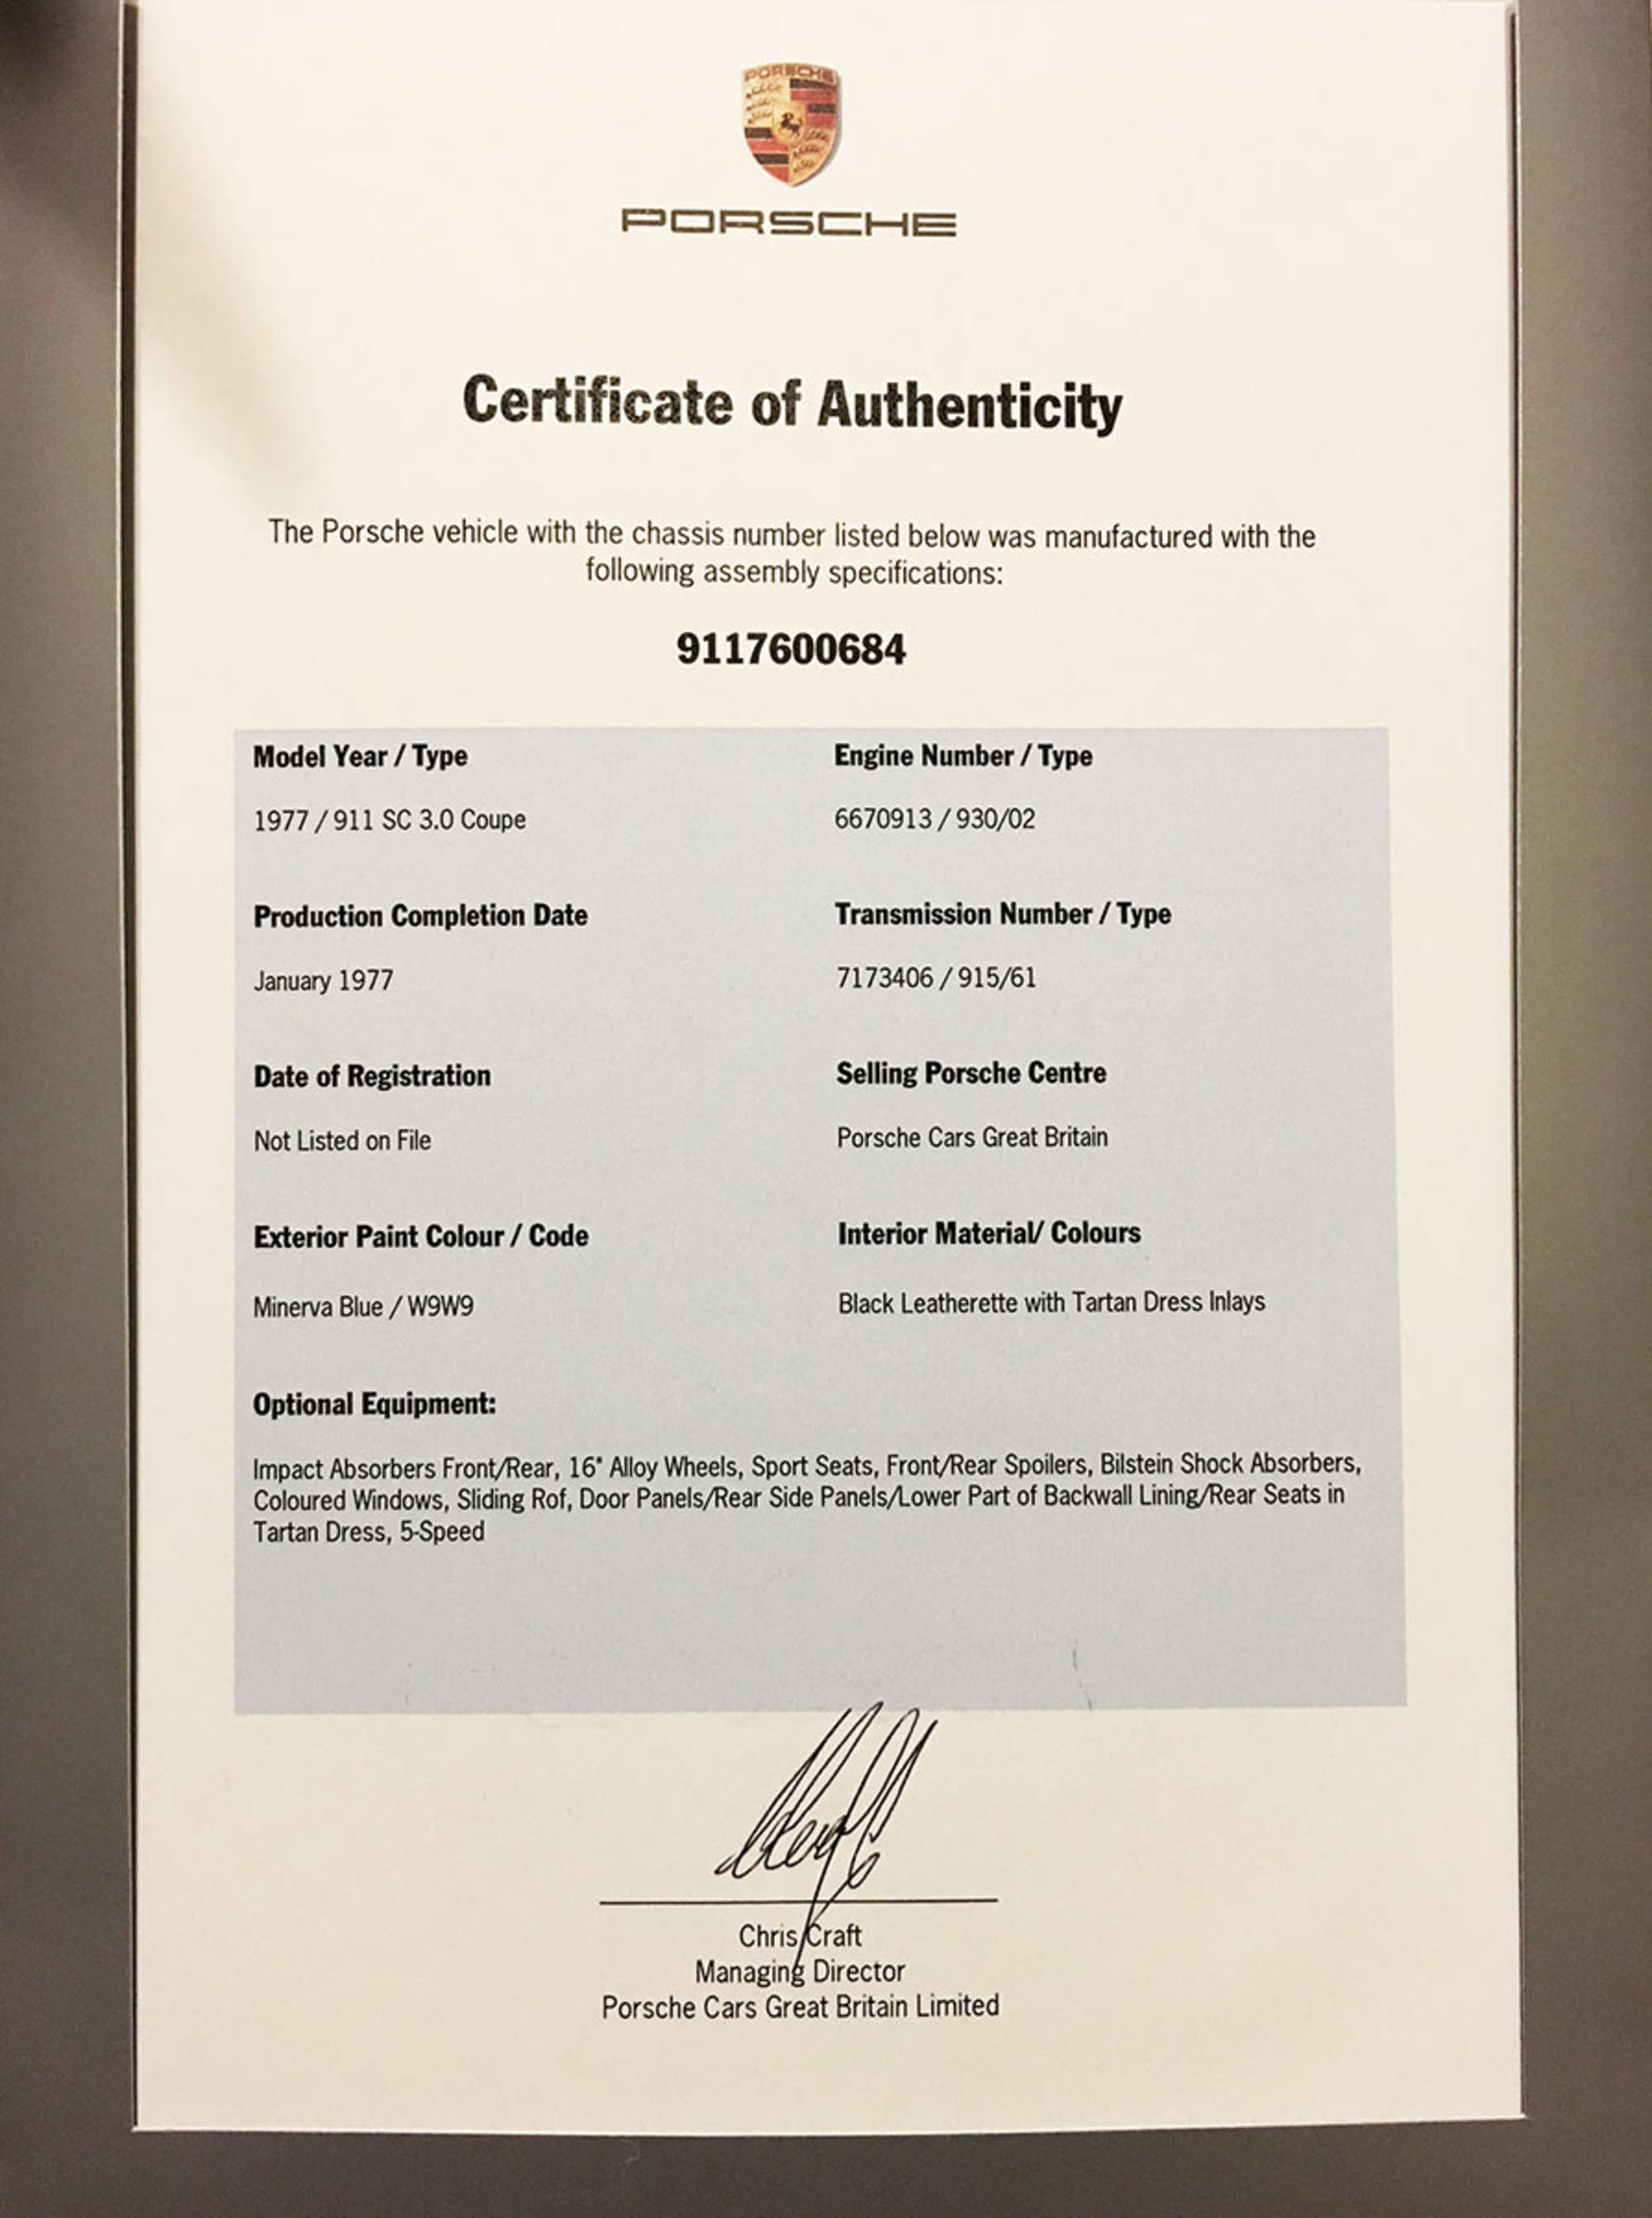 PORSCHE
PORSCHE
Certificate of Authenticity
The Porsche vehicle with the chassis number listed below was manufactured with the
following assembly specifications:
9117600684
Model Year / Type
Engine Number / Type
1977 / 911 SC 3.0 Coupe
6670913 / 930/02
Production Completion Date
Transmission Number / Type
January 1977
7173406 / 915/61
Date of Registration
Selling Porsche Centre
Not Listed on File
Porsche Cars Great Britain
Exterior Paint Colour / Code
Interior Material/ Colours
Minerva Blue / W9W9
Black Leatherette with Tartan Dress Inlays
Optional Equipment:
Impact Absorbers Front/Rear, 16" Alloy Wheels, Sport Seats, Front/Rear Spoilers, Bilstein Shock Absorbers,
Coloured Windows, Sliding Rof, Door Panels/Rear Side Panels/Lower Part of Backwall Lining/Rear Seats in
Tartan Dress, 5-Speed
Chris Craft
Managing Director
Porsche Cars Great Britain Limited